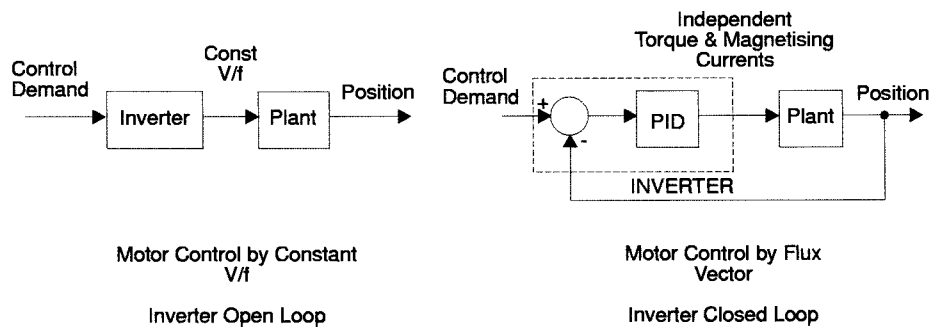 Const
V/f
Control
Demand
Inverter
Plant
Position
Motor Control by Constant
V/f
Inverter Open Loop
Independent
Torque & Magnetising
Currents
Control
Demand
+
-
PID
Plant
Position
INVERTER
Motor Control by Flux
Vector
Inverter Closed Loop